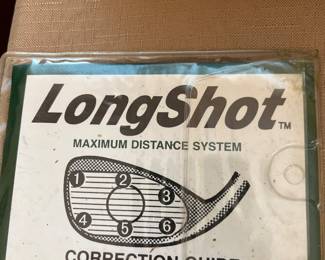 LongShot™
MAXIMUM DISTANCE SYSTEM
1 2 3
4 5 6
CORRECTION GUIDE